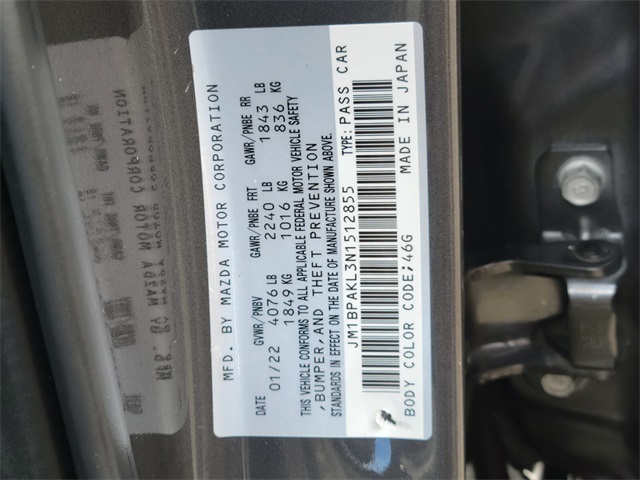 MFD. BY MAZDA MOTOR CORPORATION
DATE GVWR/PNBV GAWR/PNBE FRT GAWR/PNBE RR
01/22 4076 LB 2240 LB 1843 LB
1849 KG 1016 KG 836 KG
THIS VEHICLE CONFORMS TO ALL APPLICABLE FEDERAL MOTOR VEHICLE SAFETY
,BUMPER,AND THEFT PREVENTION
STANDARDS IN EFFECT ON THE DATE OF MANUFACTURE SHOWN ABOVE.
JM1BPAKL3N1512855 TYPE: PASS CAR
BODY COLOR CODE;46G MADE IN JAPAN